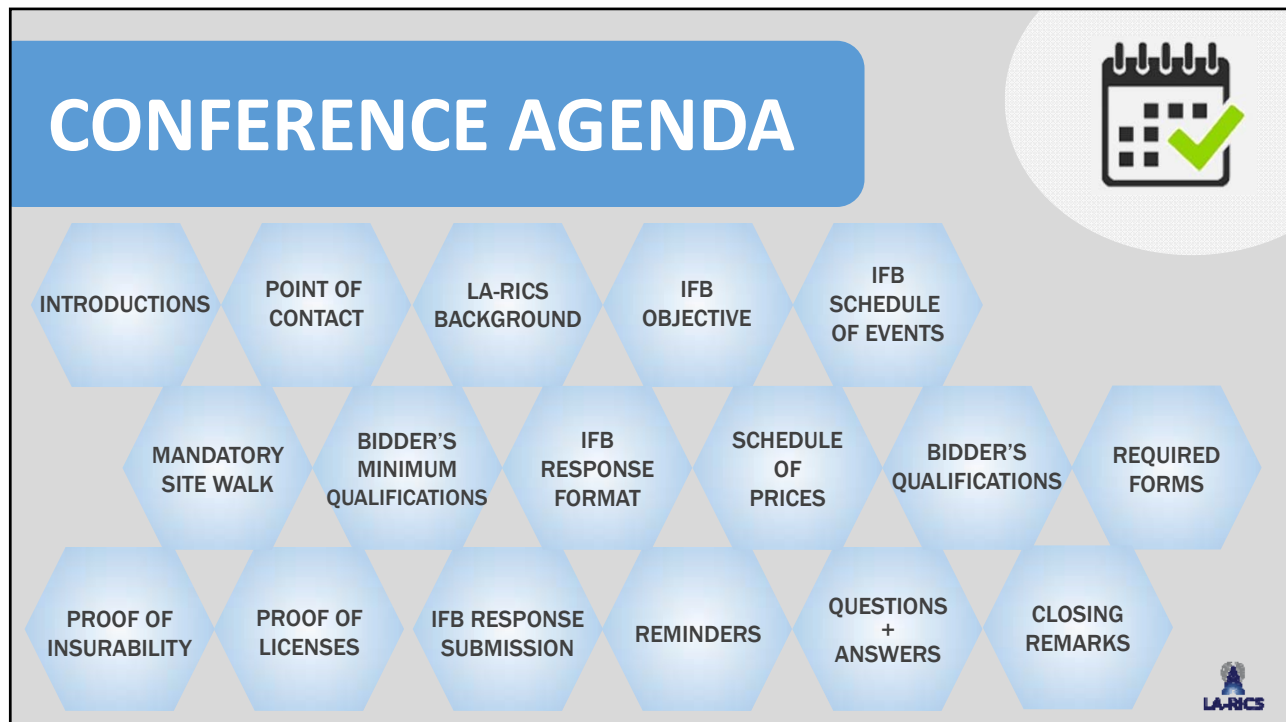 CONFERENCE AGENDA
INTRODUCTIONS
POINT OF
CONTACT
LA-RICS
BACKGROUND
IFB
OBJECTIVE
IFB
SCHEDULE
OF EVENTS
MANDATORY
SITE WALK
BIDDER’S
MINIMUM
QUALIFICATIONS
IFB
RESPONSE
FORMAT
SCHEDULE
OF
PRICES
BIDDER’S
QUALIFICATIONS
REQUIRED
FORMS
PROOF OF
INSURABILITY
PROOF OF
LICENSES
IFB RESPONSE
SUBMISSION
REMINDERS
QUESTIONS
+
ANSWERS
CLOSING
REMARKS
LA-RICS